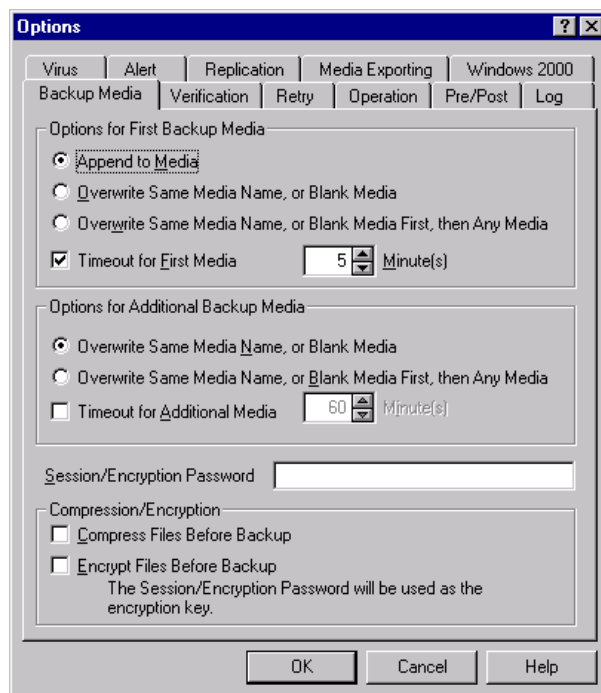 Options
Virus Alert Replication Media Exporting Windows 2000
Backup Media Verification Retry Operation Pre/Post Log
Options for First Backup Media
Append to Media
Overwrite Same Media Name, or Blank Media
Overwrite Same Media Name, or Blank Media First, then Any Media
Timeout for First Media 5 Minute(s)
Options for Additional Backup Media
Overwrite Same Media Name, or Blank Media
Overwrite Same Media Name, or Blank Media First, then Any Media
Timeout for Additional Media 60 Minute(s)
Session/Encryption Password
Compression/Encryption
Compress Files Before Backup
Encrypt Files Before Backup
The Session/Encryption Password will be used as the
encryption key.
OK Cancel Help